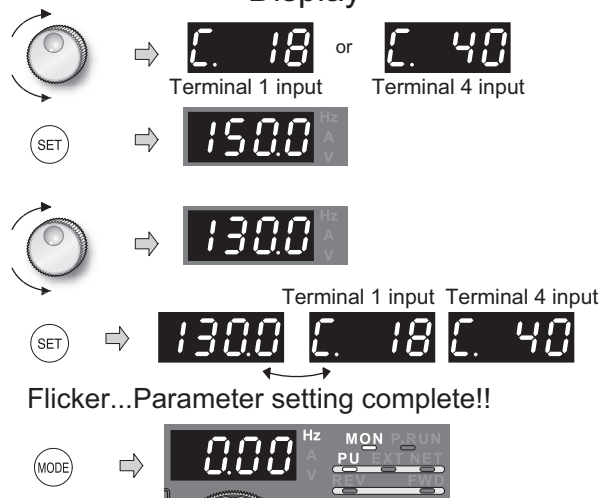 Display
C. 18 or C. 40
Terminal 1 input Terminal 4 input
SET 150.0 Hz A V
130.0 Hz A V
Terminal 1 input Terminal 4 input
SET 130.0 C. 18 C. 40
Flicker...Parameter setting complete!!
MODE 0.00 Hz A V MON P.RUN
PU EXT NET
REV FWD